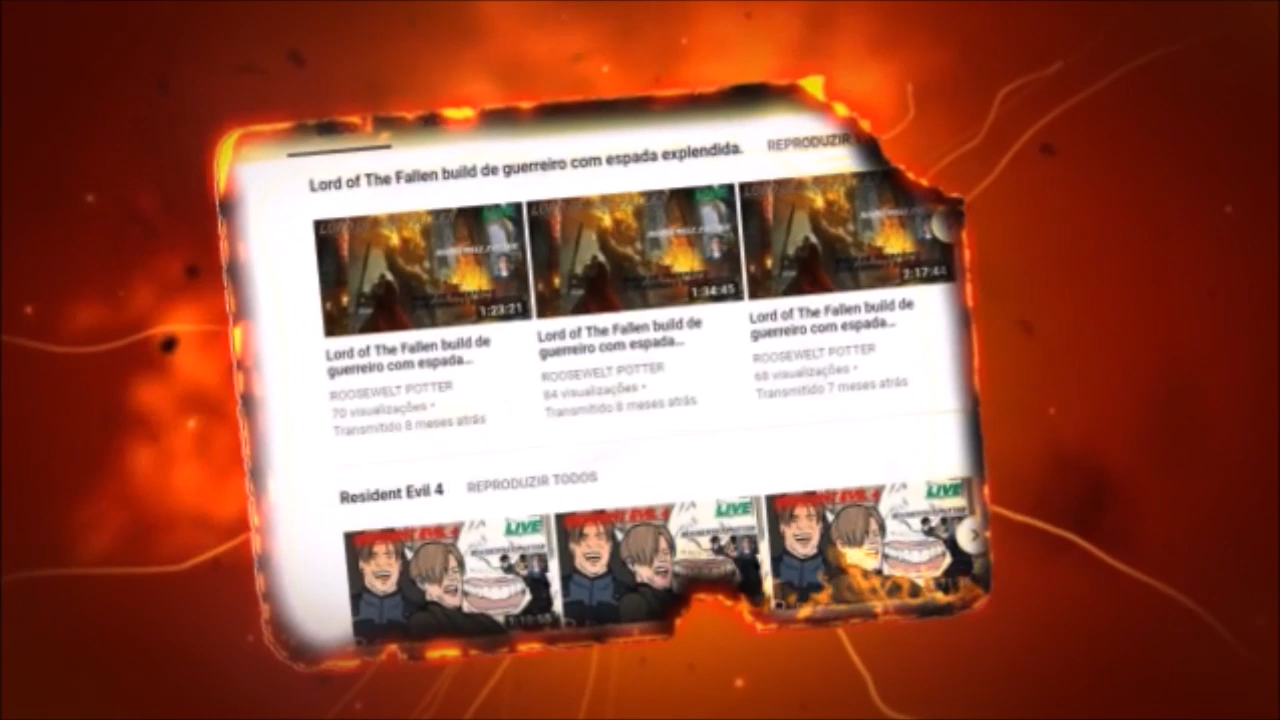 Lord of The Fallen build de guerreiro com espada explendida. REPRODUZIR
1:23:21
1:34:45
2:17:44
Lord of The Fallen build de
guerreiro com espada...
ROOSEWELT POTTER
70 visualizações •
Transmitido 8 meses atrás
Lord of The Fallen build de
guerreiro com espada...
ROOSEWELT POTTER
84 visualizações •
Transmitido 8 meses atrás
Lord of The Fallen build de
guerreiro com espada...
ROOSEWELT POTTER
68 visualizações •
Transmitido 7 meses atrás
Resident Evil 4 REPRODUZIR TODOS
LIVE
LIVE
LIVE